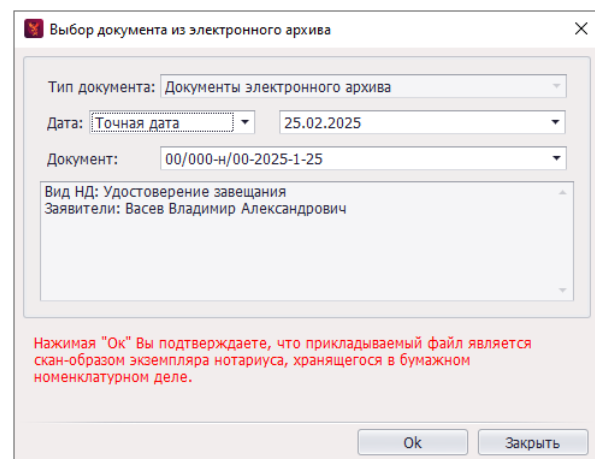 Выбор документа из электронного архива
Тип документа: Документы электронного архива
Дата: Точная дата 25.02.2025
Документ: 00/000-н/00-2025-1-25
Вид НД: Удостоверение завещания
Заявители: Васев Владимир Александрович
Нажимая "Ок" Вы подтверждаете, что прикладываемый файл является
скан-образом экземпляра нотариуса, хранящегося в бумажном
номенклатурном деле.
Ok Закрыть